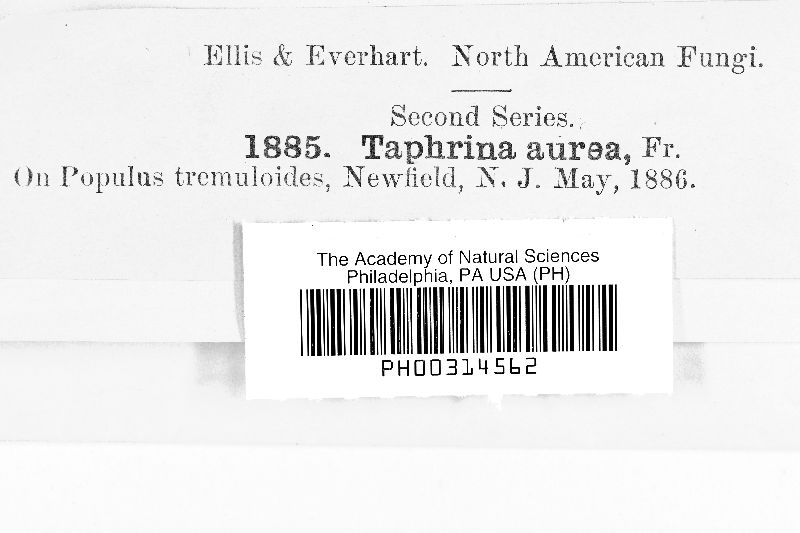 Ellis & Everhart. North American Fungi.
Second Series.
1885. Taphrina aurea, Fr.
On Populus tremuloides, Newfield, N. J. May, 1886.
The Academy of Natural Sciences
Philadelphia, PA USA (PH)
PH00314562